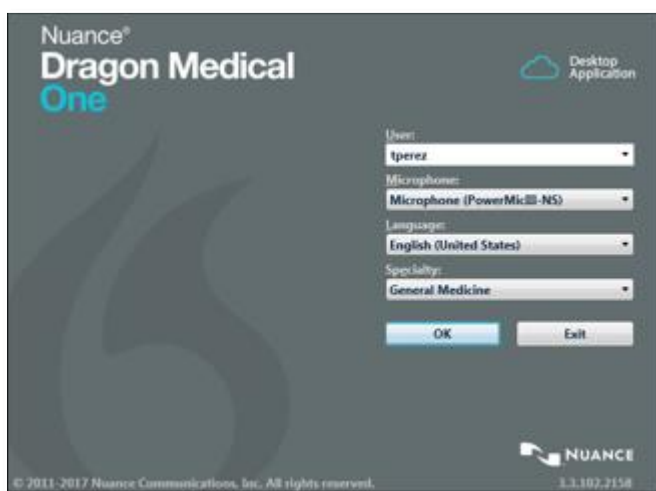 Nuance®
Dragon Medical
One
Desktop
Application
User:
tperez
Microphone:
Microphone (PowerMicIII-NS)
Language:
English (United States)
Specialty:
General Medicine
OK
Exit
NUANCE
© 2011-2017 Nuance Communications, Inc. All rights reserved.
3.3.102.2158